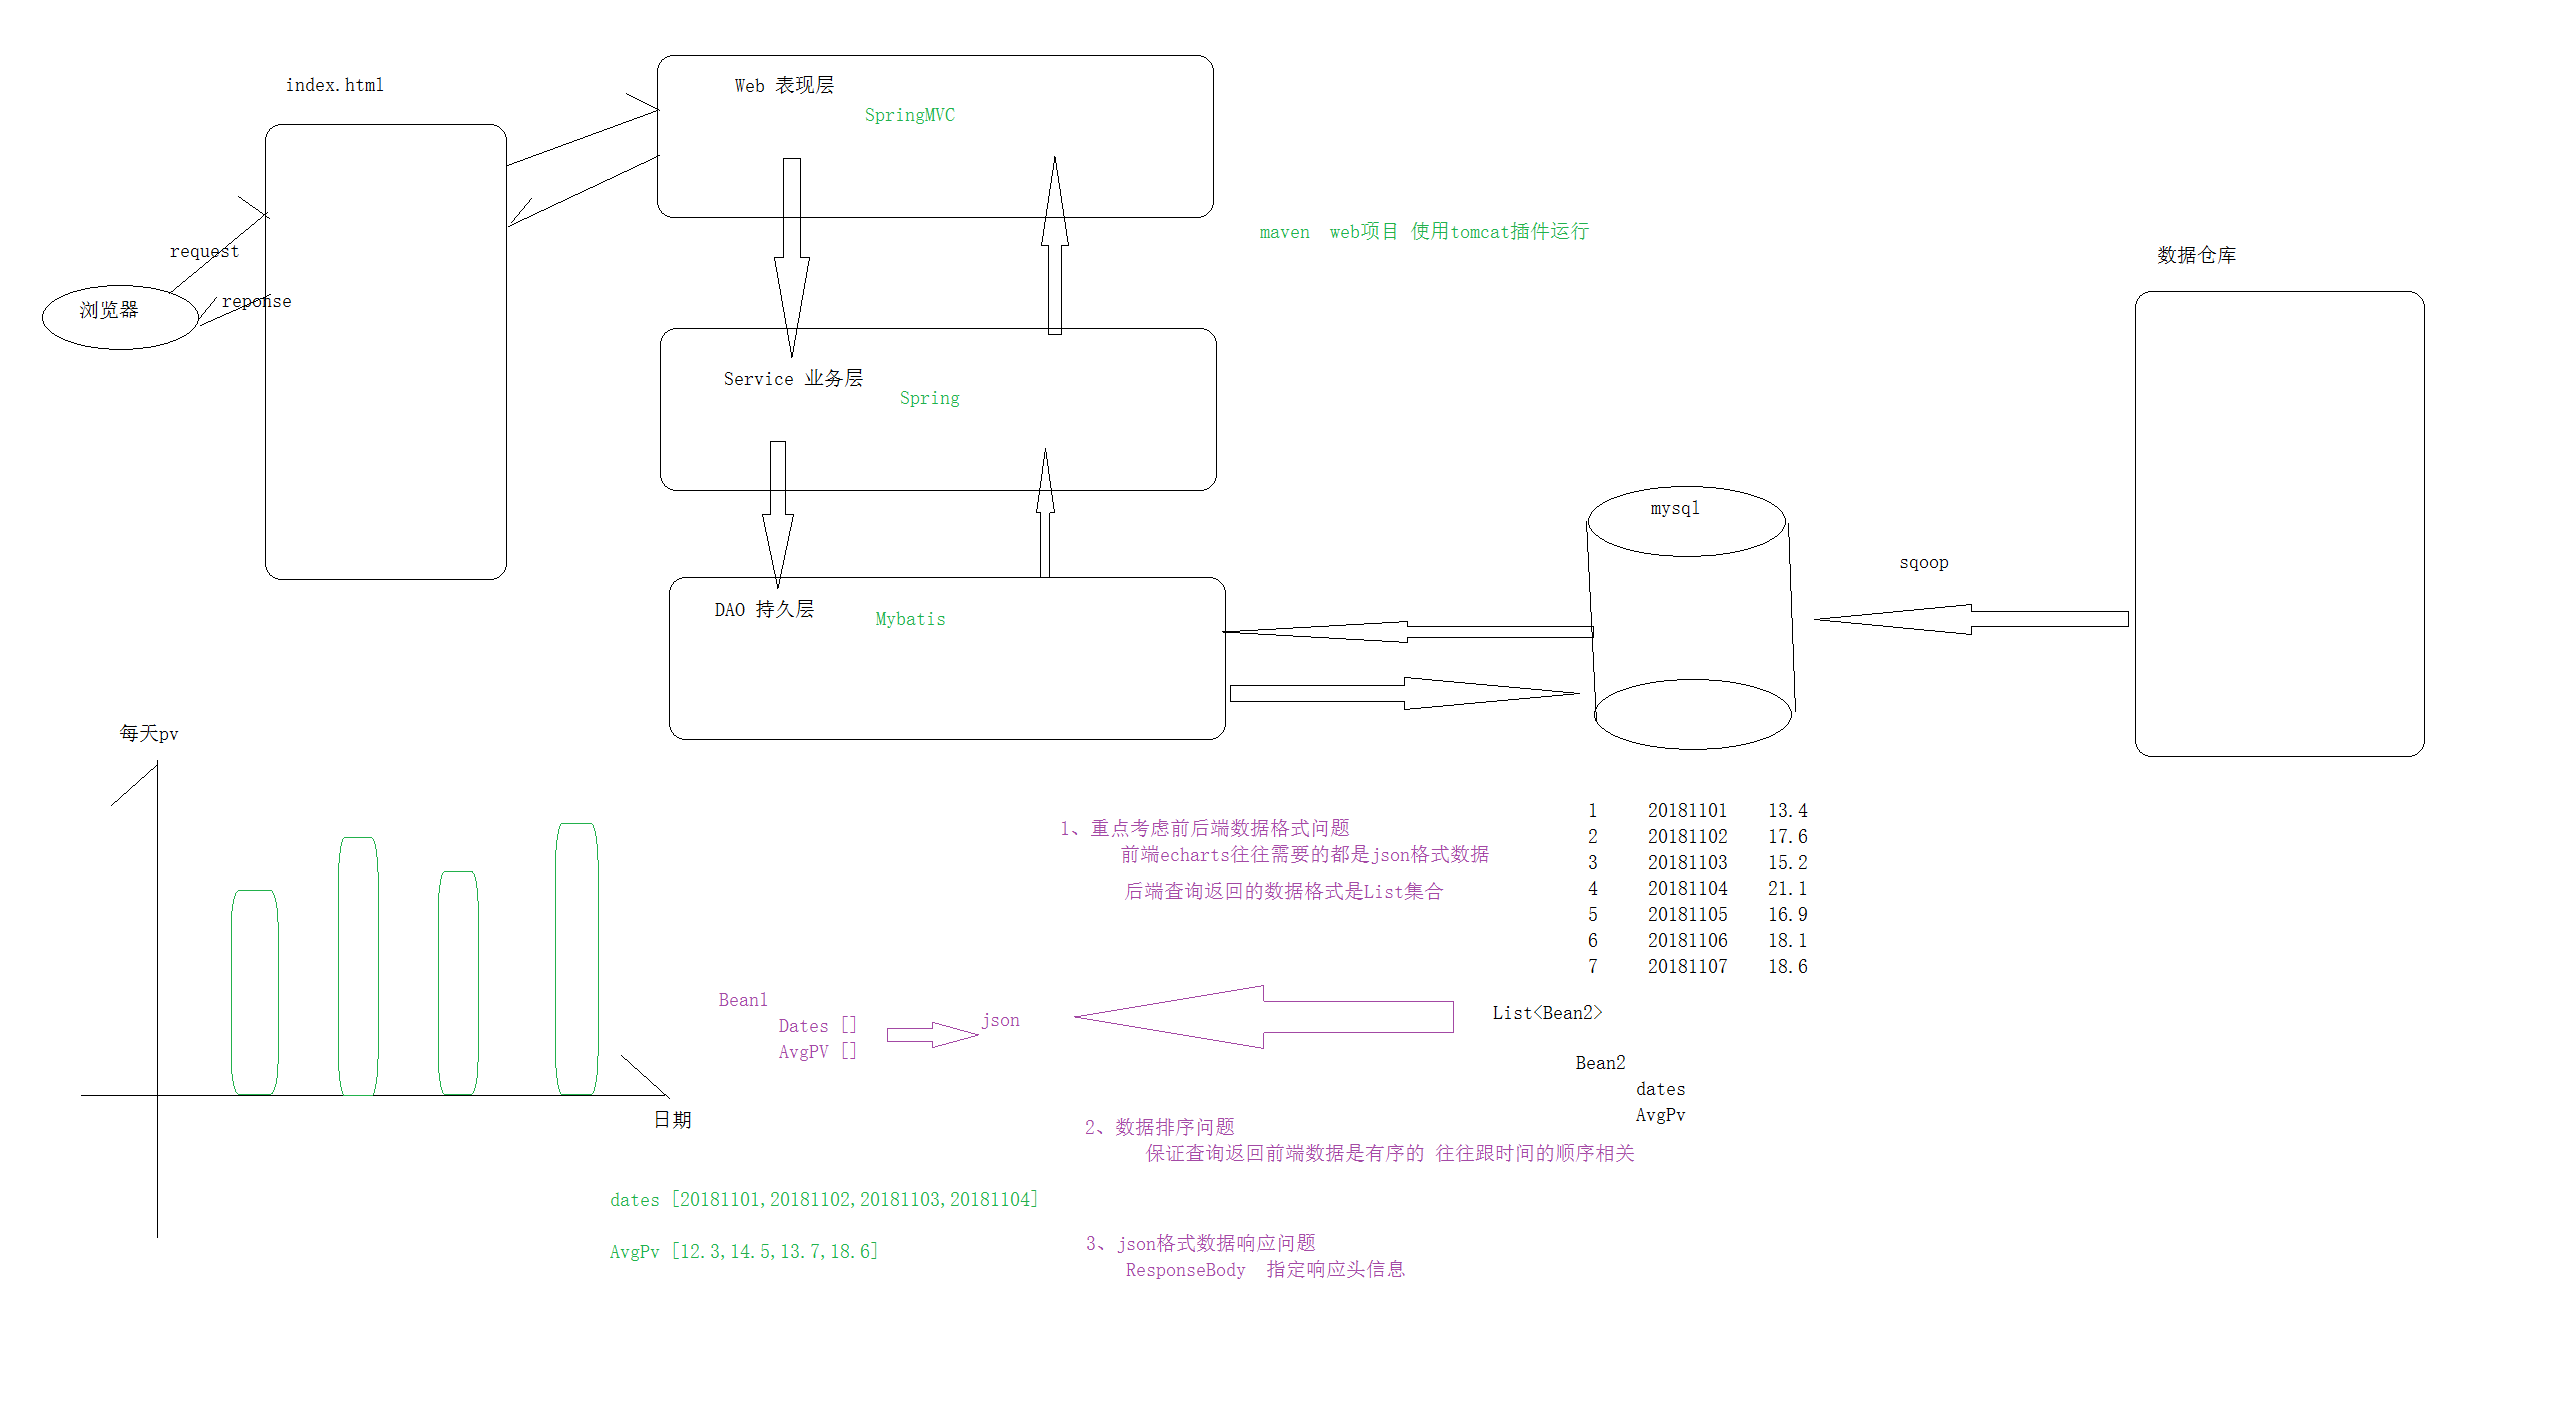 index.html
Web 表现层
SpringMVC
maven  web项目 使用tomcat插件运行
request
reponse
浏览器
数据仓库
Service 业务层
Spring
mysql
sqoop
DAO 持久层
Mybatis
每天pv
日期
1、重点考虑前后端数据格式问题
前端echarts往往需要的都是json格式数据
后端查询返回的数据格式是List集合
1 20181101 13.4
2 20181102 17.6
3 20181103 15.2
4 20181104 21.1
5 20181105 16.9
6 20181106 18.1
7 20181107 18.6
Bean1
Dates []
AvgPV []
json
List<Bean2>
Bean2
dates
AvgPv
2、数据排序问题
保证查询返回前端数据是有序的 往往跟时间的顺序相关
dates [20181101,20181102,20181103,20181104]
AvgPv [12.3,14.5,13.7,18.6]
3、json格式数据响应问题
ResponseBody  指定响应头信息